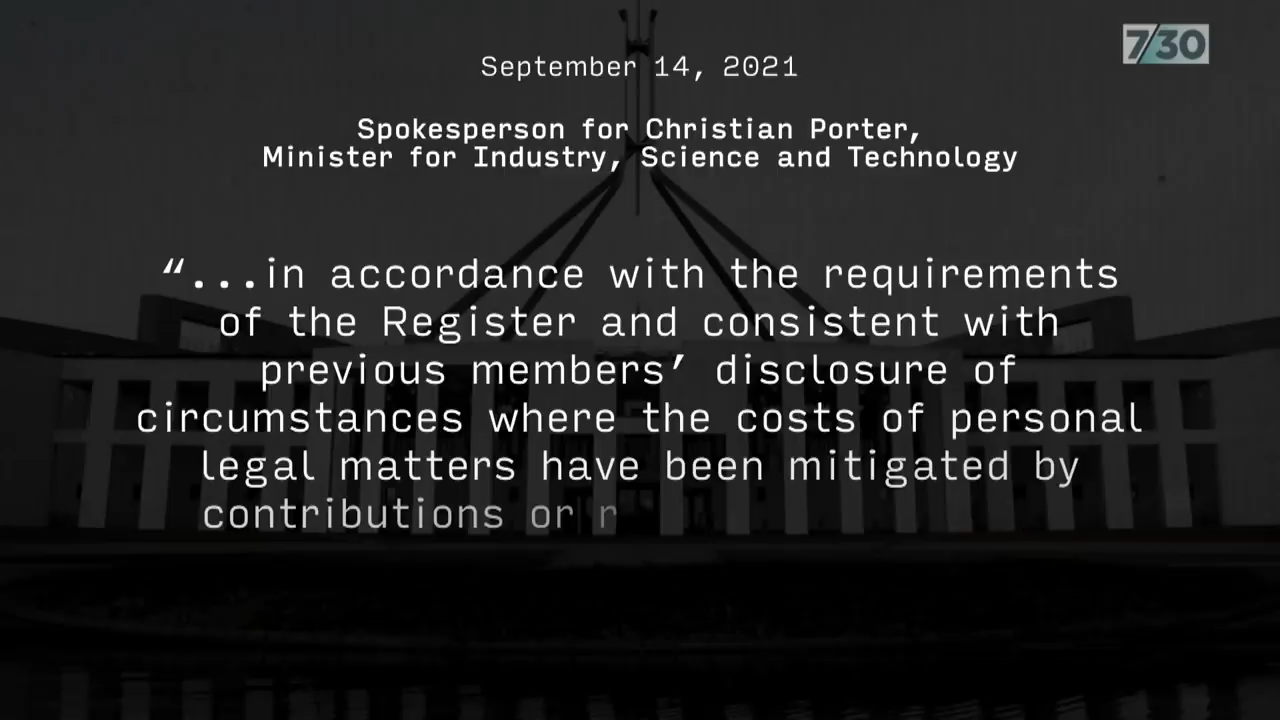 7/30
September 14, 2021
Spokesperson for Christian Porter,
Minister for Industry, Science and Technology
“...in accordance with the requirements
of the Register and consistent with
previous members’ disclosure of
circumstances where the costs of personal
legal matters have been mitigated by
contributions or r